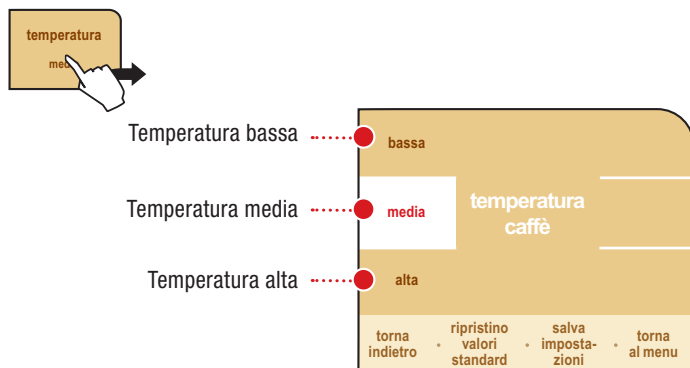 temperatura
med
Temperatura bassa
bassa
Temperatura media
media
temperatura
caffè
Temperatura alta
alta
torna
indietro
ripristino
valori
standard
salva
imposta-
zioni
torna
al menu